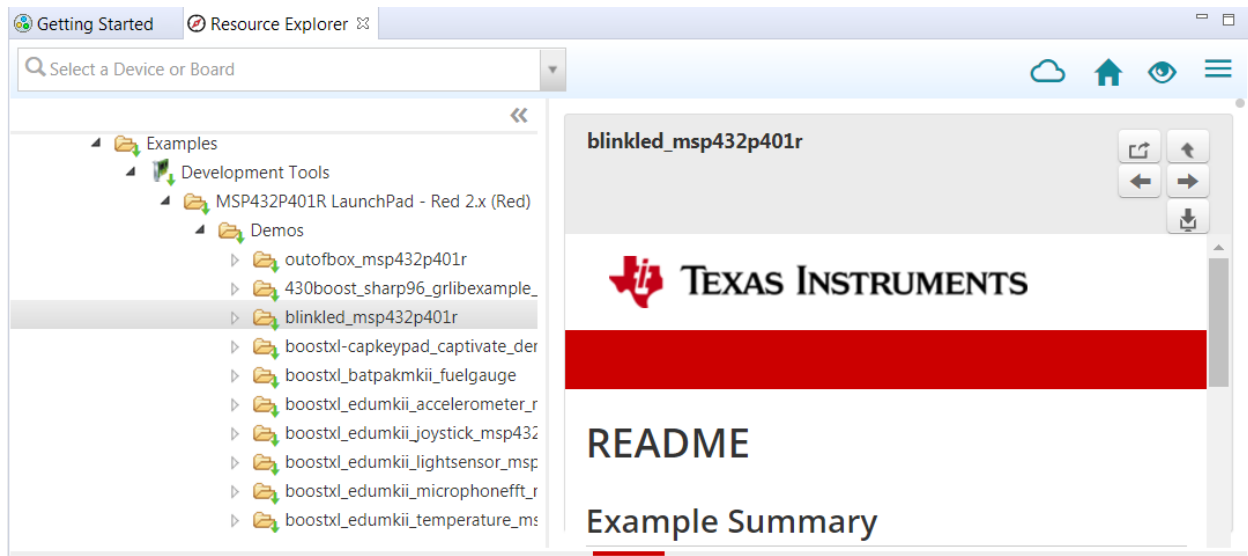 Getting Started
Resource Explorer
Select a Device or Board
Examples
Development Tools
MSP432P401R LaunchPad - Red 2.x (Red)
Demos
outofbox_msp432p401r
430boost_sharp96_grlibexample_
blinkled_msp432p401r
boostxl-capkeypad_captivate_der
boostxl_batpakmkii_fuelgauge
boostxl_edumkii_accelerometer_r
boostxl_edumkii_joystick_msp432
boostxl_edumkii_lightsensor_msp
boostxl_edumkii_microphonefft_r
boostxl_edumkii_temperature_ms
blinkled_msp432p401r
TEXAS INSTRUMENTS
README
Example Summary